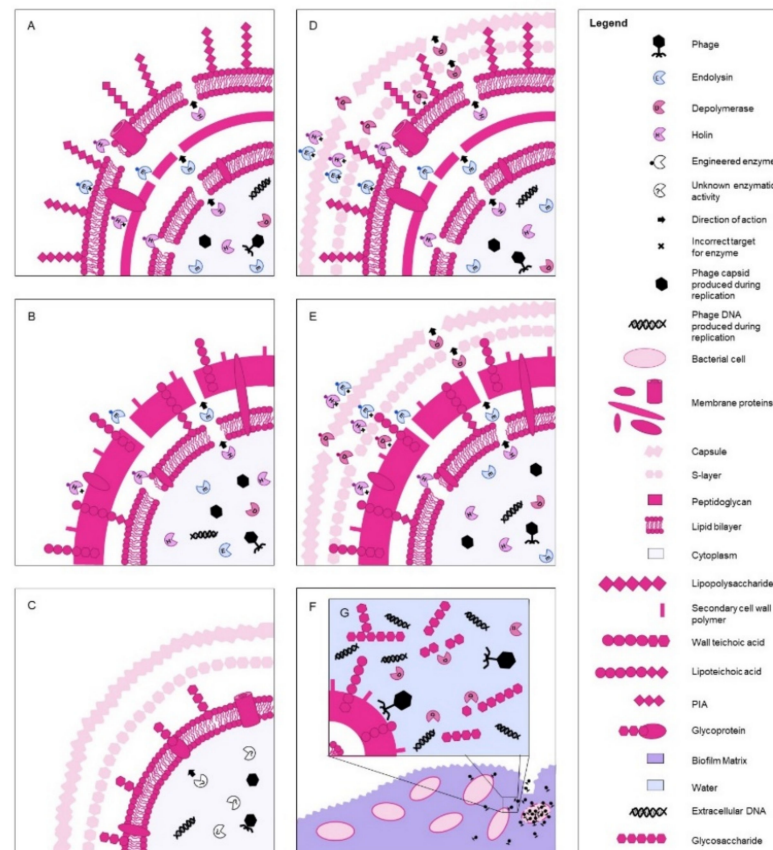 A
D
B
E
C
F
G
Legend
Phage
Endolysin
Depolymerase
Holin
Engineered enzyme
Unknown enzymatic
activity
Direction of action
Incorrect target
for enzyme
Phage capsid
produced during
replication
Phage DNA
produced during
replication
Bacterial cell
Membrane proteins
Capsule
S-layer
Peptidoglycan
Lipid bilayer
Cytoplasm
Lipopolysaccharide
Secondary cell wall
polymer
Wall teichoic acid
Lipoteichoic acid
PIA
Glycoprotein
Biofilm Matrix
Water
Extracellular DNA
Glycosaccharide